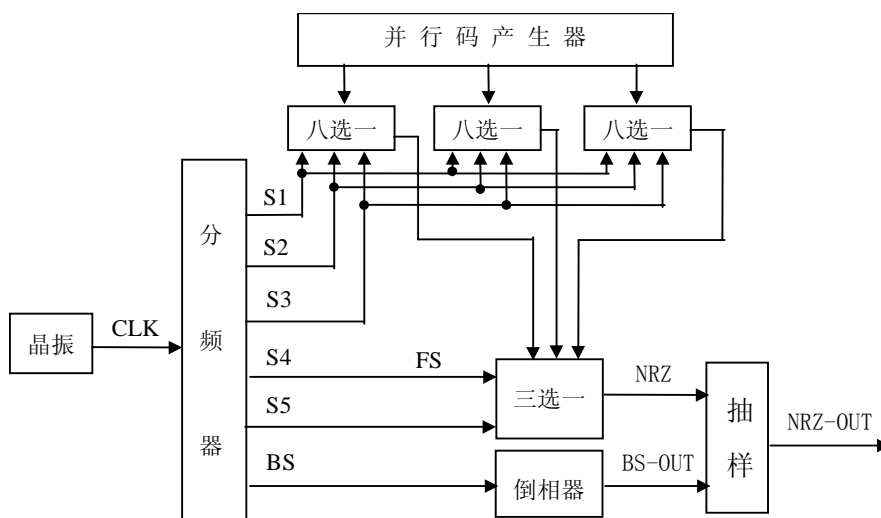 并行码产生器
八选一 八选一 八选一
S1
S2
S3
分频器
晶振
CLK
S4 FS
S5
三选一
NRZ
抽样
NRZ-OUT
BS
倒相器
BS-OUT